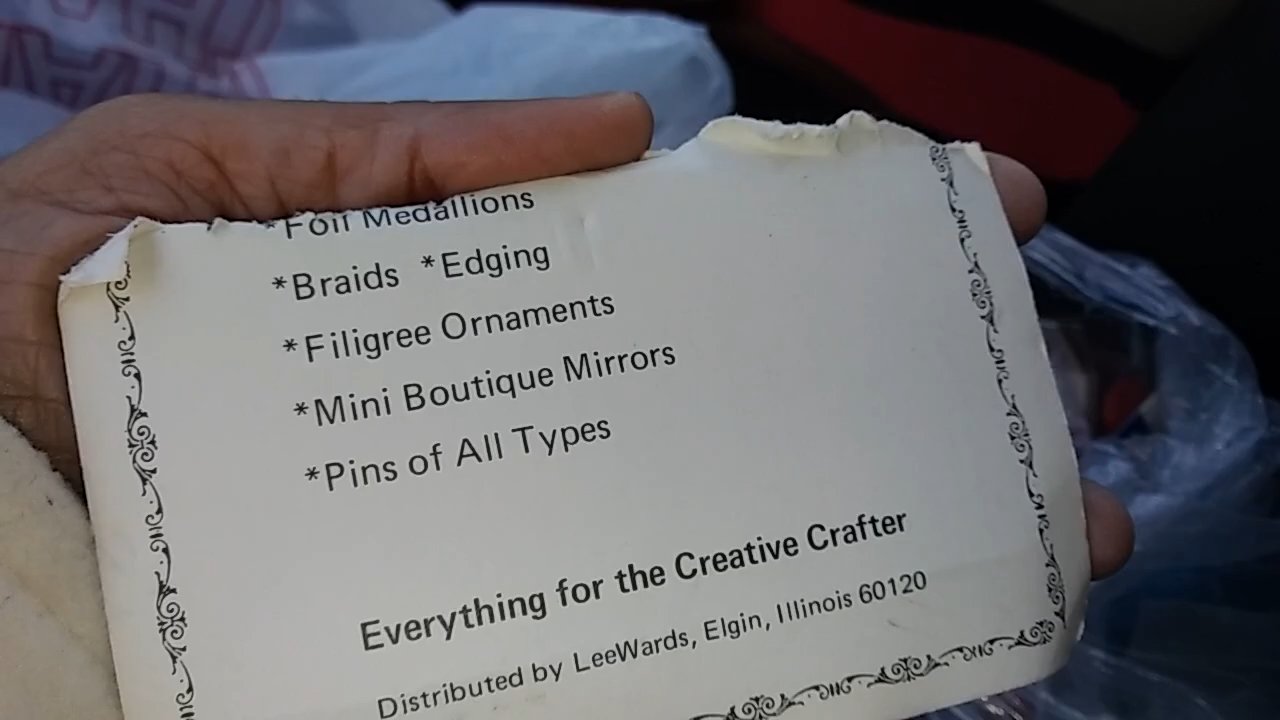 *Foil Medallions
*Braids *Edging
*Filigree Ornaments
*Mini Boutique Mirrors
*Pins of All Types
Everything for the Creative Crafter
Distributed by LeeWards, Elgin, Illinois 60120